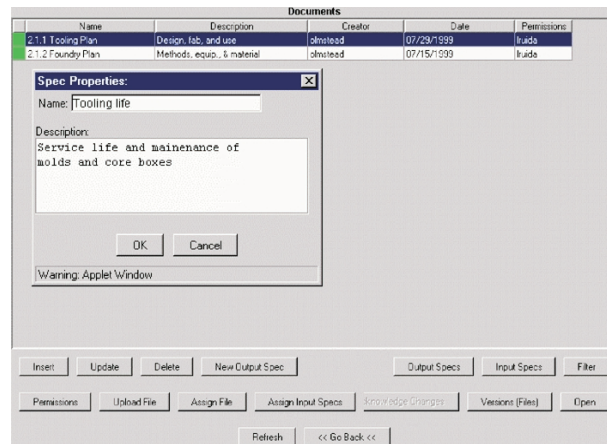 Documents
Name Description Creator Date Permissions
2.1.1 Tooling Plan Design, fab, and use olmstead 07/29/1999 lruida
2.1.2 Foundry Plan Methods, equip., & material olmstead 07/15/1999 lruida
Spec Properties:
Name: Tooling life
Description:
Service life and mainenance of
molds and core boxes
OK Cancel
Warning: Applet Window
Insert Update Delete New Output Spec Output Specs Input Specs Filter
Permissions Upload File Assign File Assign Input Specs Knowledge Changes Versions (Files) Open
Refresh << Go Back <<